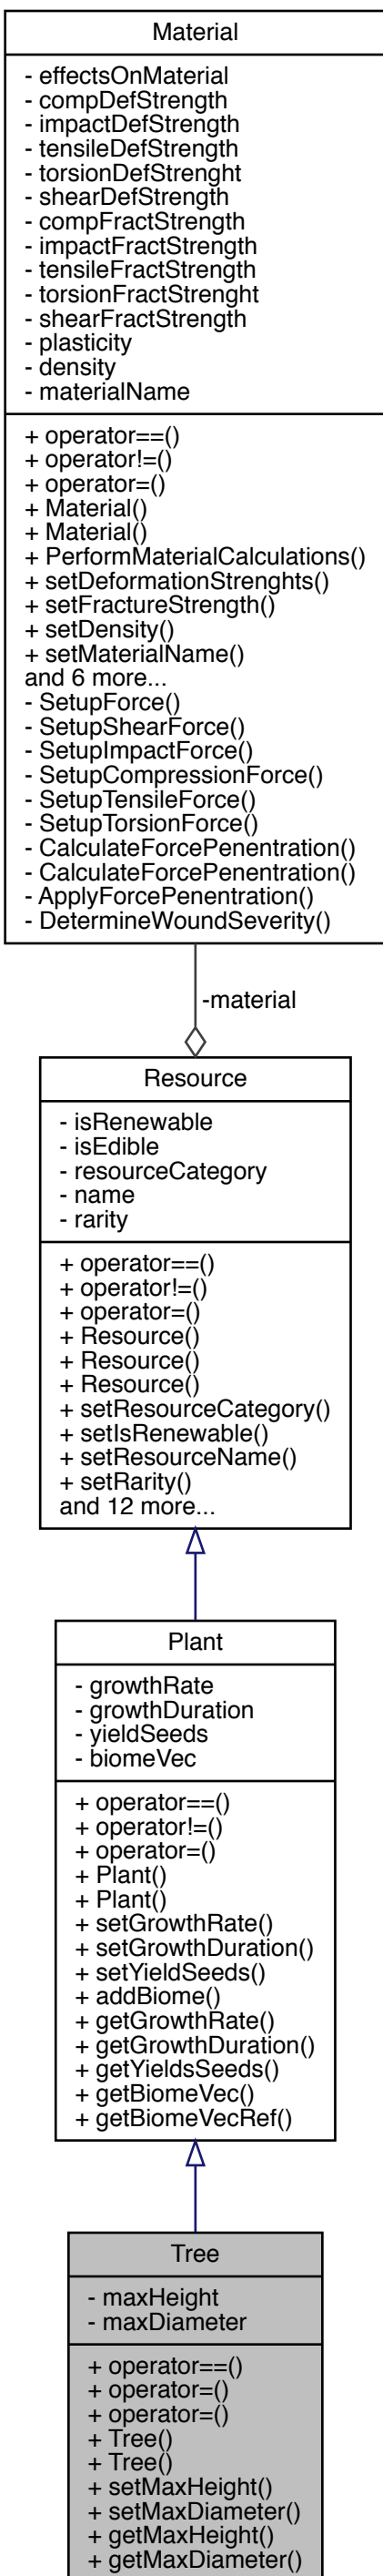 Material
- effectsOnMaterial
- compDefStrength
- impactDefStrength
- tensileDefStrength
- torsionDefStrenght
- shearDefStrength
- compFractStrength
- impactFractStrength
- tensileFractStrength
- torsionFractStrenght
- shearFractStrength
- plasticity
- density
- materialName
+ operator==()
+ operator!=()
+ operator=()
+ Material()
+ Material()
+ PerformMaterialCalculations()
+ setDeformationStrenghts()
+ setFractureStrength()
+ setDensity()
+ setMaterialName()
and 6 more...
- SetupForce()
- SetupShearForce()
- SetupImpactForce()
- SetupCompressionForce()
- SetupTensileForce()
- SetupTorsionForce()
- CalculateForcePenentration()
- CalculateForcePenentration()
- ApplyForcePenentration()
- DetermineWoundSeverity()
-material
Resource
- isRenewable
- isEdible
- resourceCategory
- name
- rarity
+ operator==()
+ operator!=()
+ operator=()
+ Resource()
+ Resource()
+ Resource()
+ setResourceCategory()
+ setIsRenewable()
+ setResourceName()
+ setRarity()
and 12 more...
Plant
- growthRate
- growthDuration
- yieldSeeds
- biomeVec
+ operator==()
+ operator!=()
+ operator=()
+ Plant()
+ Plant()
+ setGrowthRate()
+ setGrowthDuration()
+ setYieldSeeds()
+ addBiome()
+ getGrowthRate()
+ getGrowthDuration()
+ getYieldsSeeds()
+ getBiomeVec()
+ getBiomeVecRef()
Tree
- maxHeight
- maxDiameter
+ operator==()
+ operator=()
+ operator=()
+ Tree()
+ Tree()
+ setMaxHeight()
+ setMaxDiameter()
+ getMaxHeight()
+ getMaxDiameter()